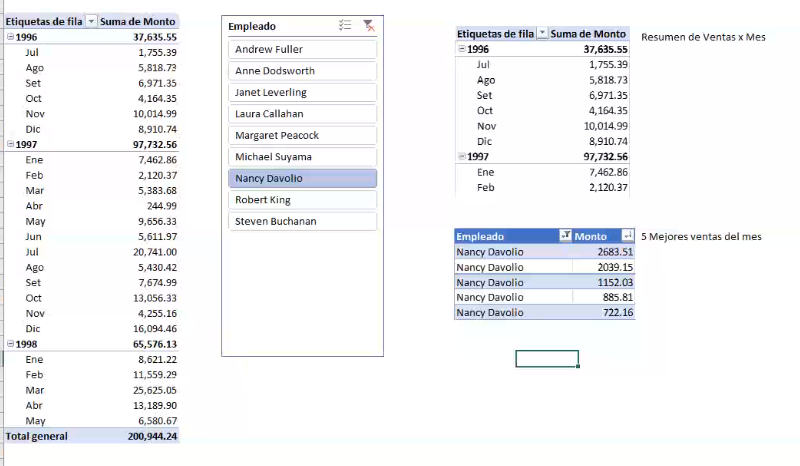 Etiquetas de fila Suma de Monto
1996 37,635.55
Jul 1,755.39
Ago 5,818.73
Set 6,971.35
Oct 4,164.35
Nov 10,014.99
Dic 8,910.74
1997 97,732.56
Ene 7,462.86
Feb 2,120.37
Mar 5,383.68
Abr 244.99
May 9,656.33
Jun 5,611.97
Jul 20,741.00
Ago 5,430.42
Set 7,674.99
Oct 13,056.33
Nov 4,255.16
Dic 16,094.46
1998 65,576.13
Ene 8,621.22
Feb 11,559.29
Mar 25,625.05
Abr 13,189.90
May 6,580.67
Total general 200,944.24
Empleado
Andrew Fuller
Anne Dodsworth
Janet Leverling
Laura Callahan
Margaret Peacock
Michael Suyama
Nancy Davolio
Robert King
Steven Buchanan
Etiquetas de fila Suma de Monto
1996 37,635.55
Jul 1,755.39
Ago 5,818.73
Set 6,971.35
Oct 4,164.35
Nov 10,014.99
Dic 8,910.74
1997 97,732.56
Ene 7,462.86
Feb 2,120.37
Resumen de Ventas x Mes
Empleado Monto
Nancy Davolio 2683.51
Nancy Davolio 2039.15
Nancy Davolio 1152.03
Nancy Davolio 885.81
Nancy Davolio 722.16
5 Mejores ventas del mes